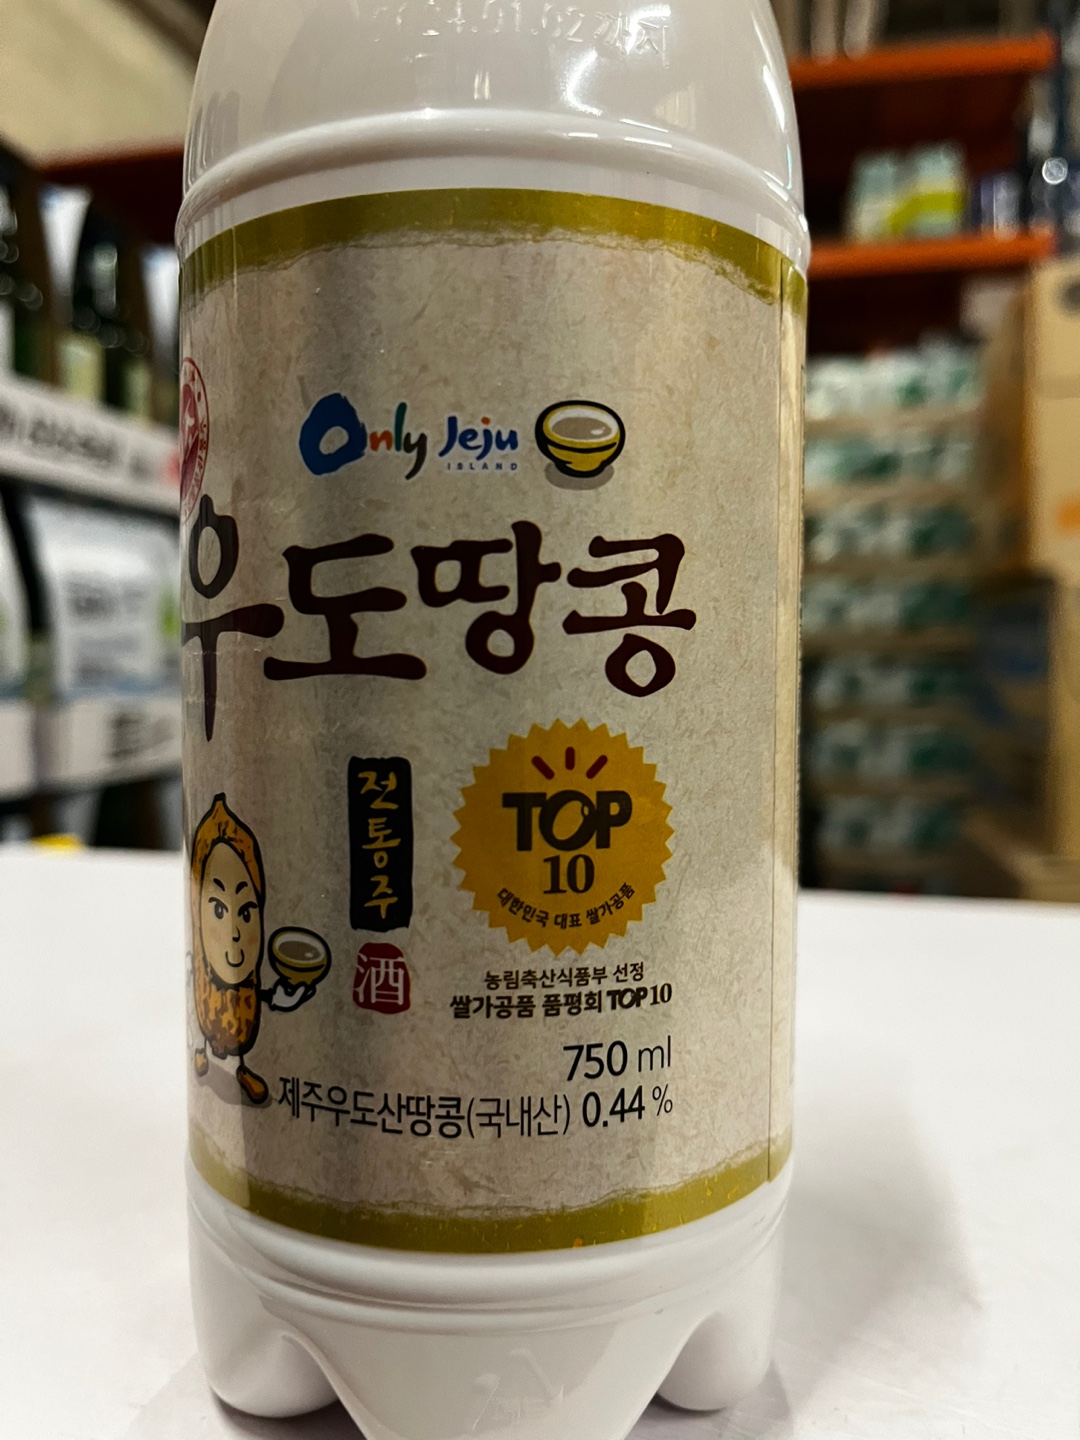 Only Jeju
ISLAND
우도땅콩
전통주
酒
TOP
10
대한민국 대표 쌀가공품
농림축산식품부 선정
쌀가공품 품평회 TOP10
750 ml
제주우도산땅콩(국내산) 0.44 %